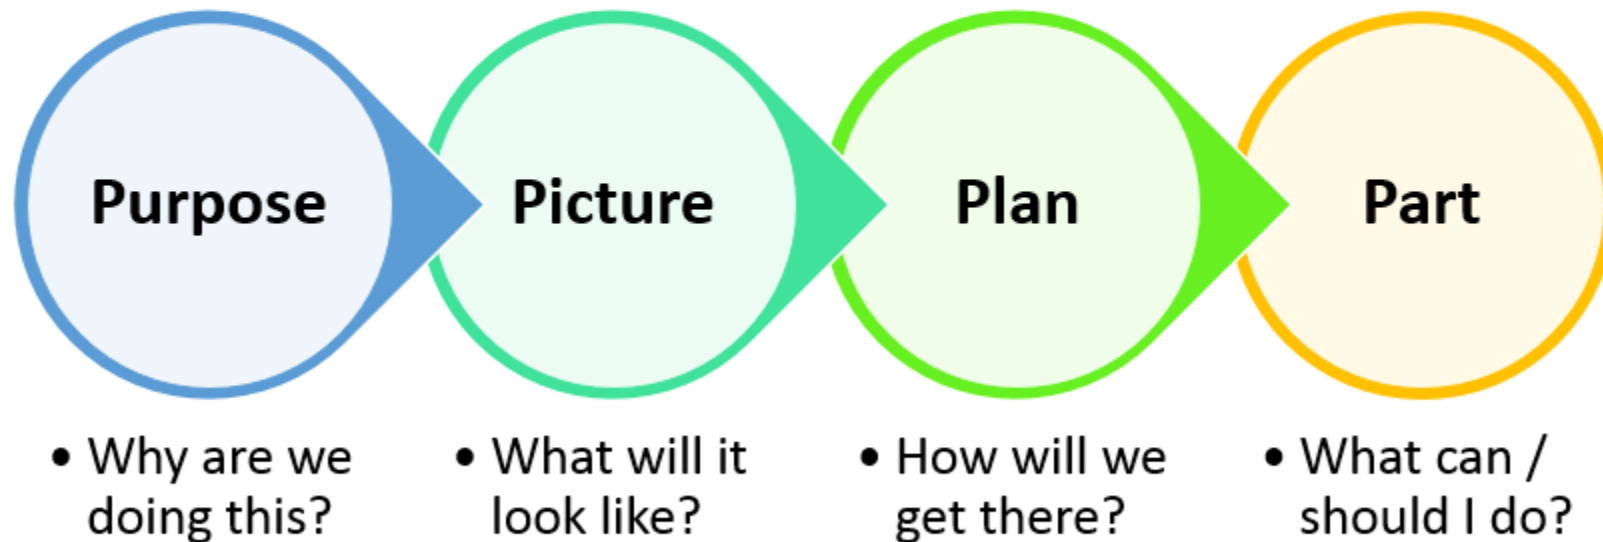 Purpose
Picture
Plan
Part
• Why are we
doing this?
• What will it
look like?
• How will we
get there?
• What can /
should I do?